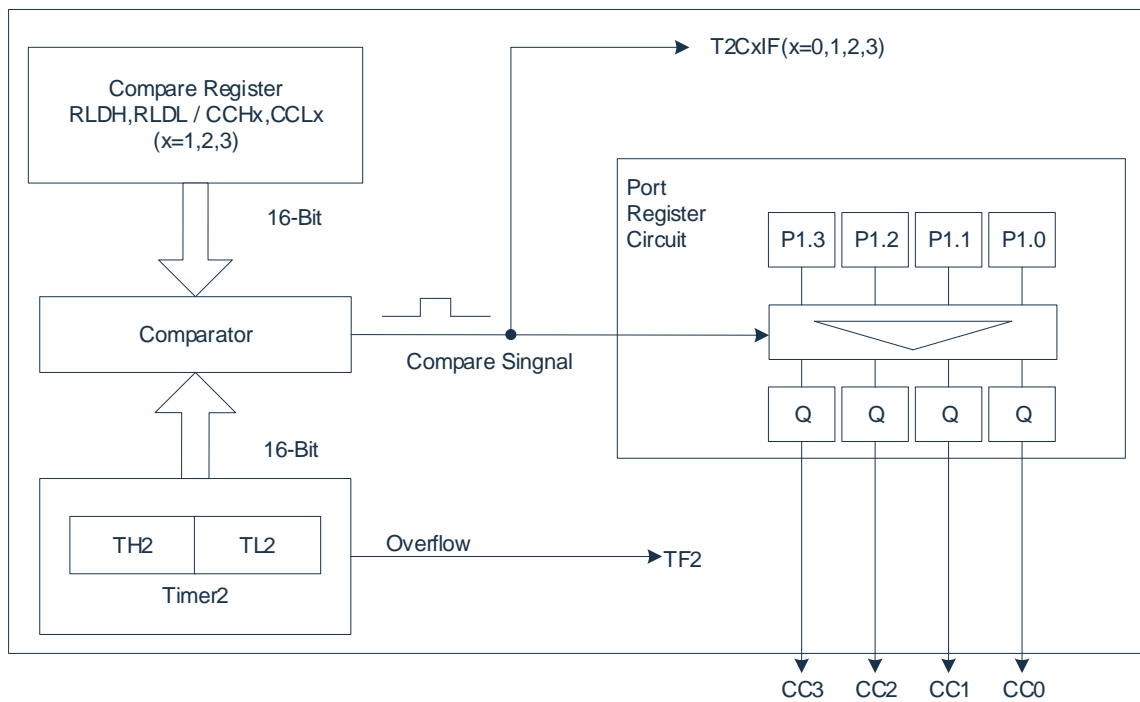 T2CxIF(x=0,1,2,3)
Compare Register
RLDH,RLDL / CCHx,CCLx
(x=1,2,3)
16-Bit
Port
Register
Circuit
P1.3 P1.2 P1.1 P1.0
Comparator
Compare Singnal
Q Q Q Q
16-Bit
TH2 TL2
Timer2
Overflow
TF2
CC3 CC2 CC1 CC0